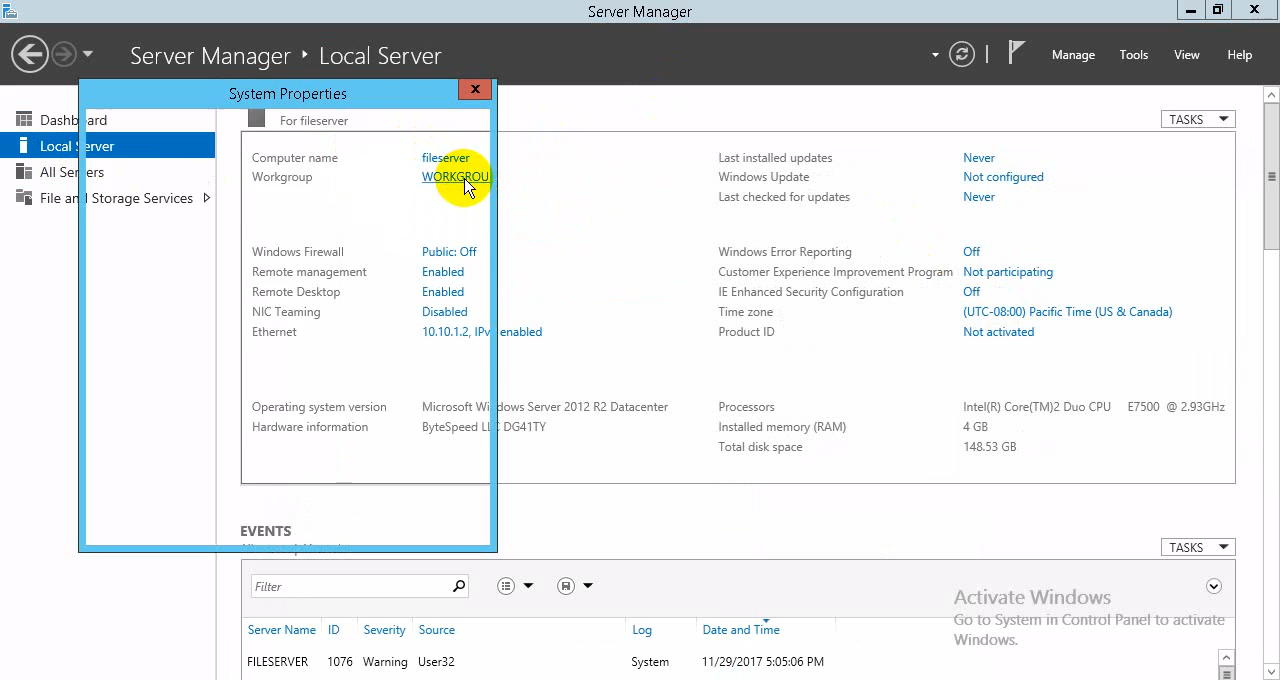 Server Manager
Server Manager ‣ Local Server
Manage Tools View Help
System Properties
x
Dashboard
Local Server
All Servers
File and Storage Services
For fileserver
TASKS
Computer name fileserver Last installed updates Never
Workgroup WORKGROU Windows Update Not configured
Last checked for updates Never
Windows Firewall Public: Off Windows Error Reporting Off
Remote management Enabled Customer Experience Improvement Program Not participating
Remote Desktop Enabled IE Enhanced Security Configuration Off
NIC Teaming Disabled Time zone (UTC-08:00) Pacific Time (US & Canada)
Ethernet 10.10.1.2, IPv enabled Product ID Not activated
Operating system version Microsoft Windows Server 2012 R2 Datacenter Processors Intel(R) Core(TM)2 Duo CPU E7500 @ 2.93GHz
Hardware information ByteSpeed LLC DG41TY Installed memory (RAM) 4 GB
Total disk space 148.53 GB
EVENTS
TASKS
Filter
Activate Windows
Go to System in Control Panel to activate
Windows.
Server Name ID Severity Source Log Date and Time
FILESERVER 1076 Warning User32 System 11/29/2017 5:05:06 PM